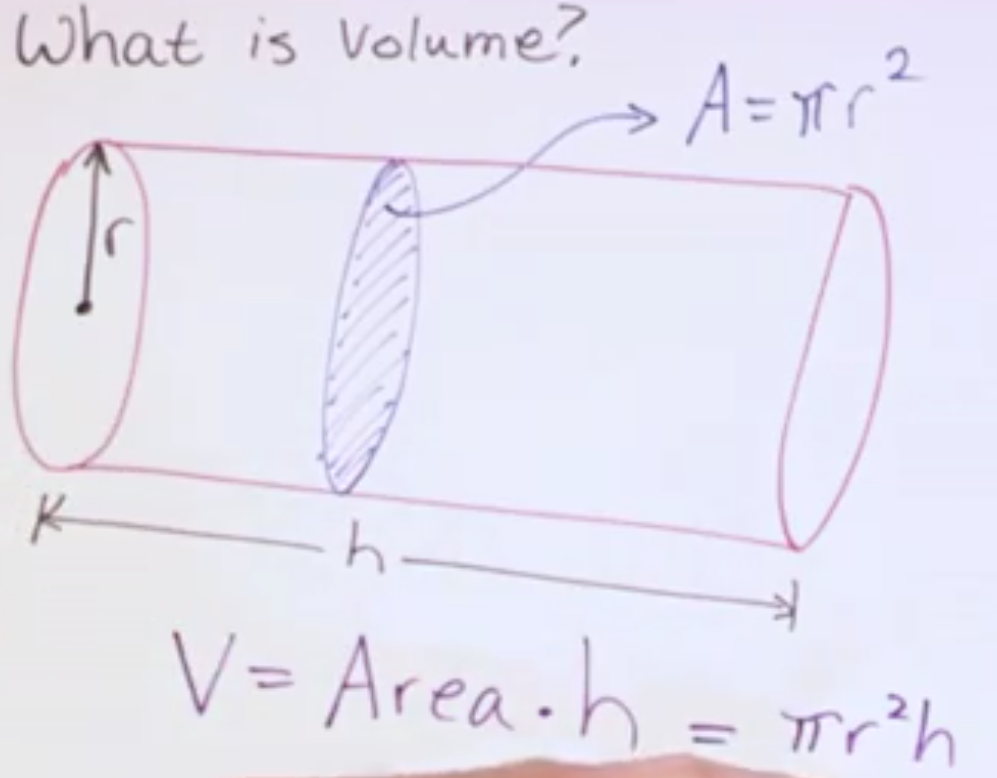 What is Volume?
A = πr²
r
h
V = Area · h = πr²h